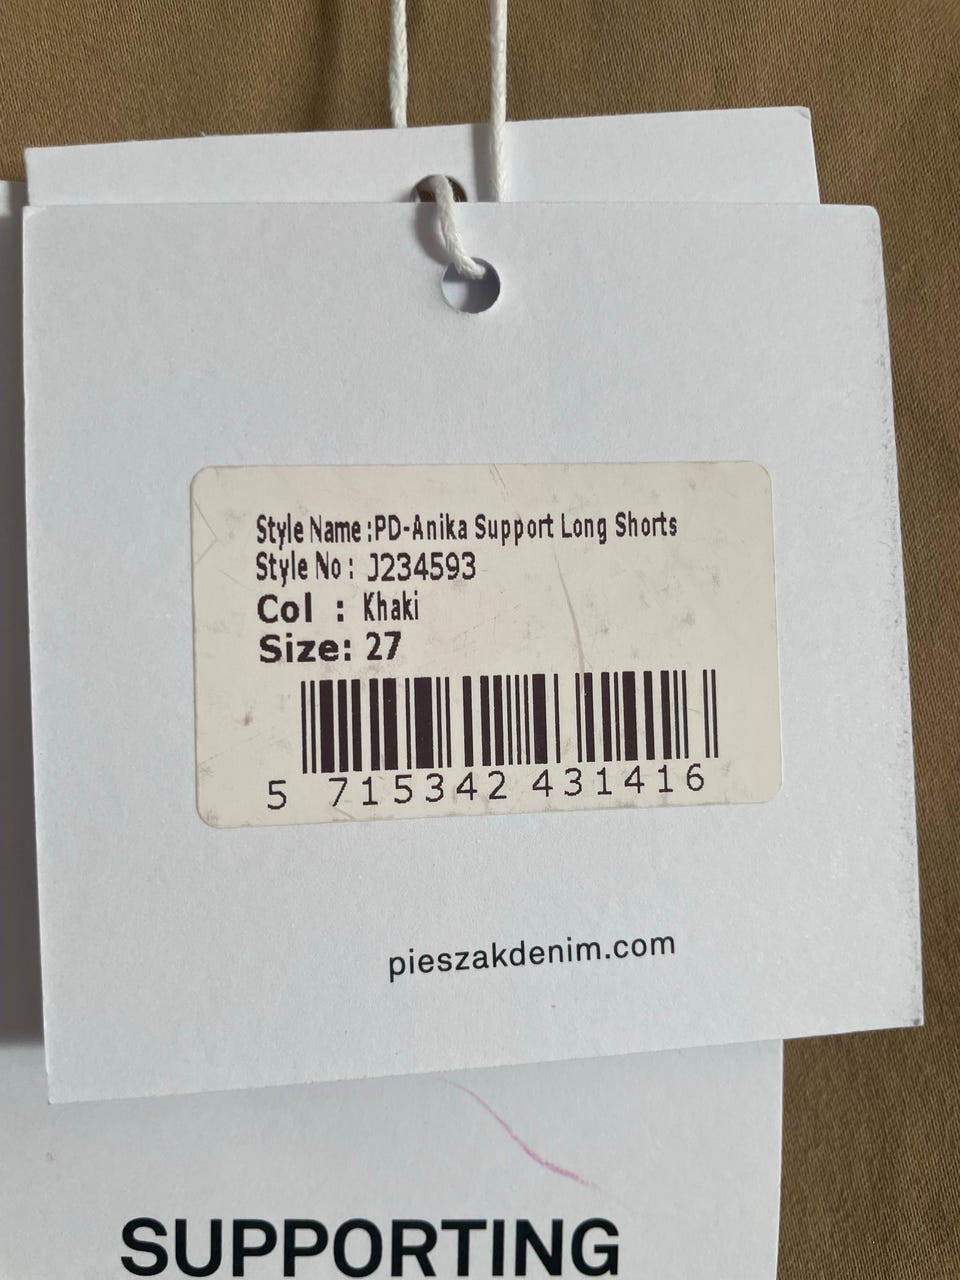 Style Name :PD-Anika Support Long Shorts
Style No : J234593
Col : Khaki
Size: 27
5 715342 431416
pieszakdenim.com
SUPPORTING